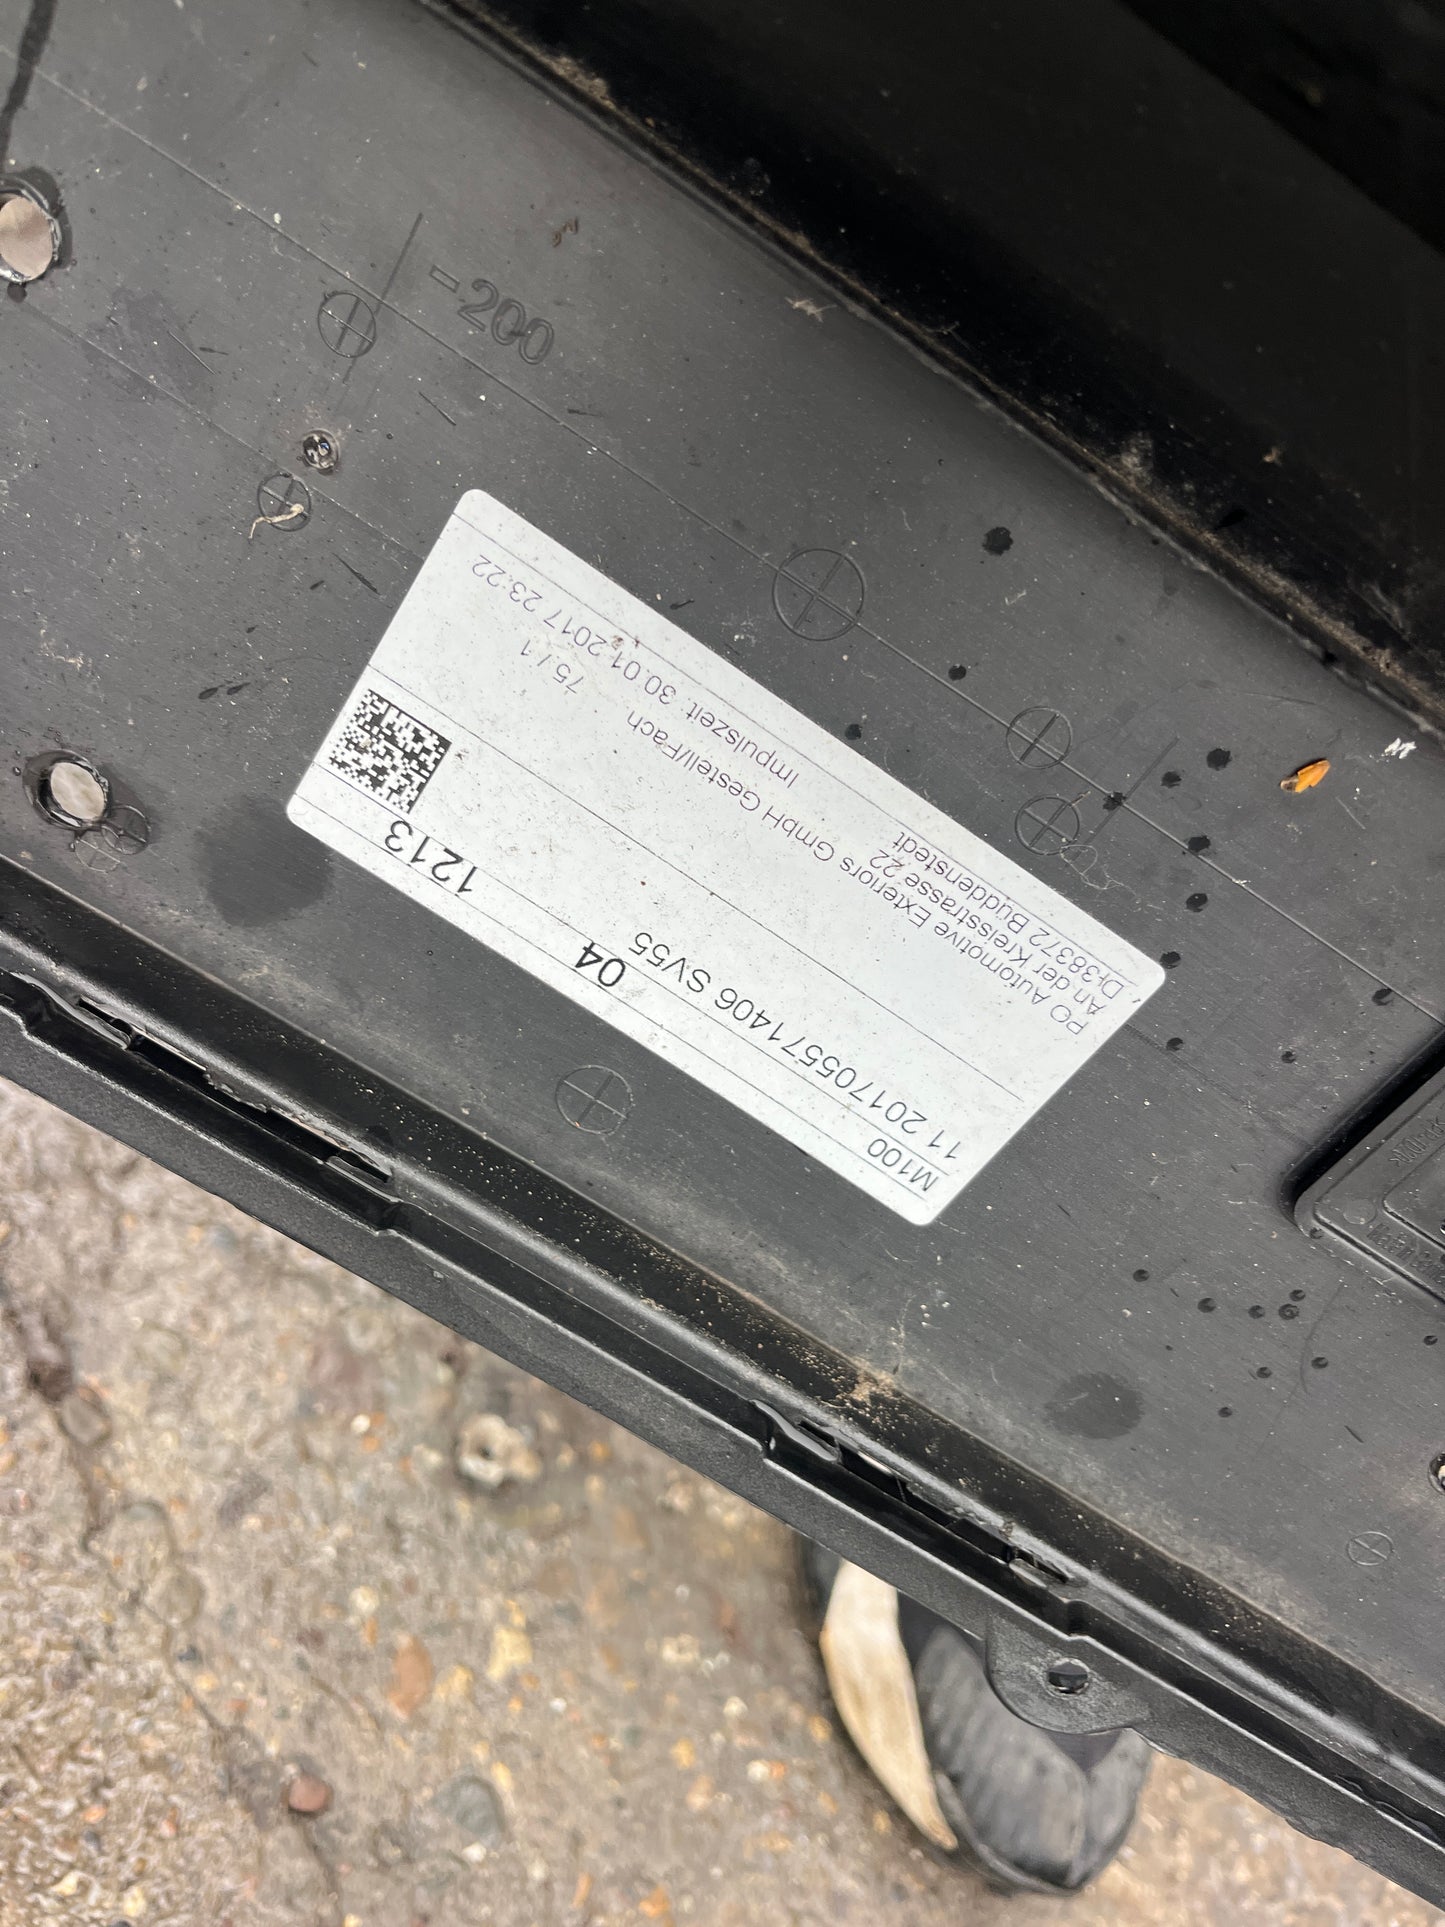 M100 04 1213
11 2017055571406 SV55
PO Automotive Exteriors GmbH Gestell/Fach
An der Kreisstrasse 22 75 / 1
D-38372 Büddenstedt
Impulszeit: 30.01.2017 23:22
-200